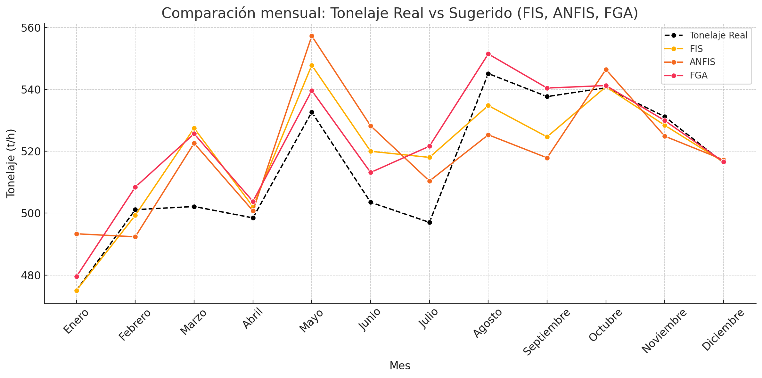 Comparación mensual: Tonelaje Real vs Sugerido (FIS, ANFIS, FGA)
Tonelaje Real
FIS
ANFIS
FGA
Tonelaje (t/h)
560
540
520
500
480
Enero
Febrero
Marzo
Abril
Mayo
Junio
Julio
Agosto
Septiembre
Octubre
Noviembre
Diciembre
Mes